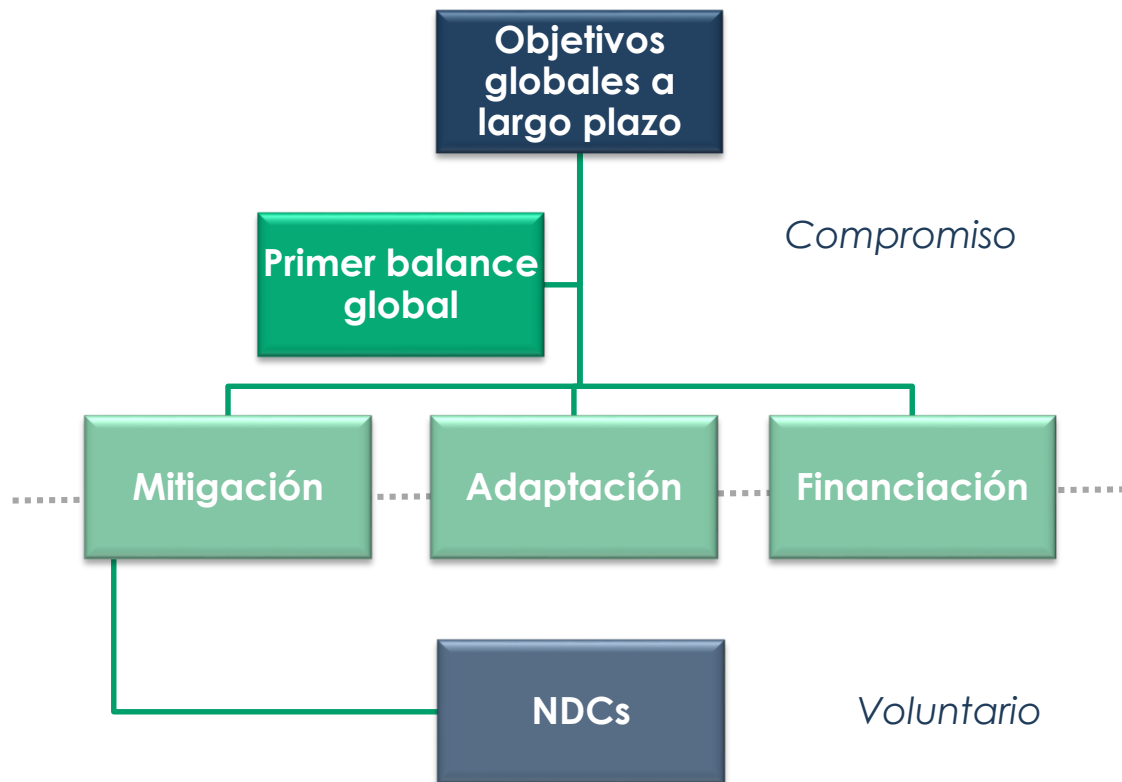 Objetivos
globales a
largo plazo
Compromiso
Primer balance
global
Mitigación
Adaptación
Financiación
NDCs
Voluntario